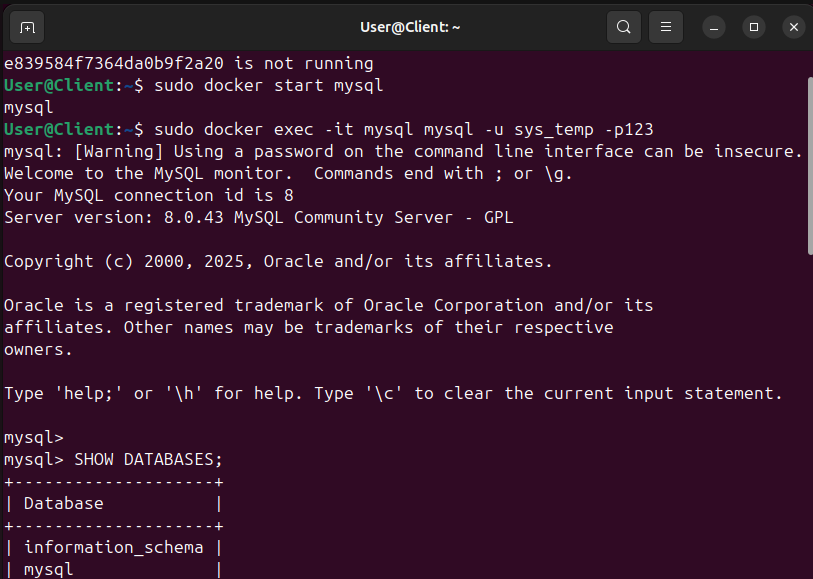 User@Client: ~
e839584f7364da0b9f2a20 is not running
User@Client:~$ sudo docker start mysql
mysql
User@Client:~$ sudo docker exec -it mysql mysql -u sys_temp -p123
mysql: [Warning] Using a password on the command line interface can be insecure.
Welcome to the MySQL monitor.  Commands end with ; or \g.
Your MySQL connection id is 8
Server version: 8.0.43 MySQL Community Server - GPL

Copyright (c) 2000, 2025, Oracle and/or its affiliates.

Oracle is a registered trademark of Oracle Corporation and/or its
affiliates. Other names may be trademarks of their respective
owners.

Type 'help;' or '\h' for help. Type '\c' to clear the current input statement.

mysql>
mysql> SHOW DATABASES;
+--------------------+
| Database           |
+--------------------+
| information_schema |
| mysql              |